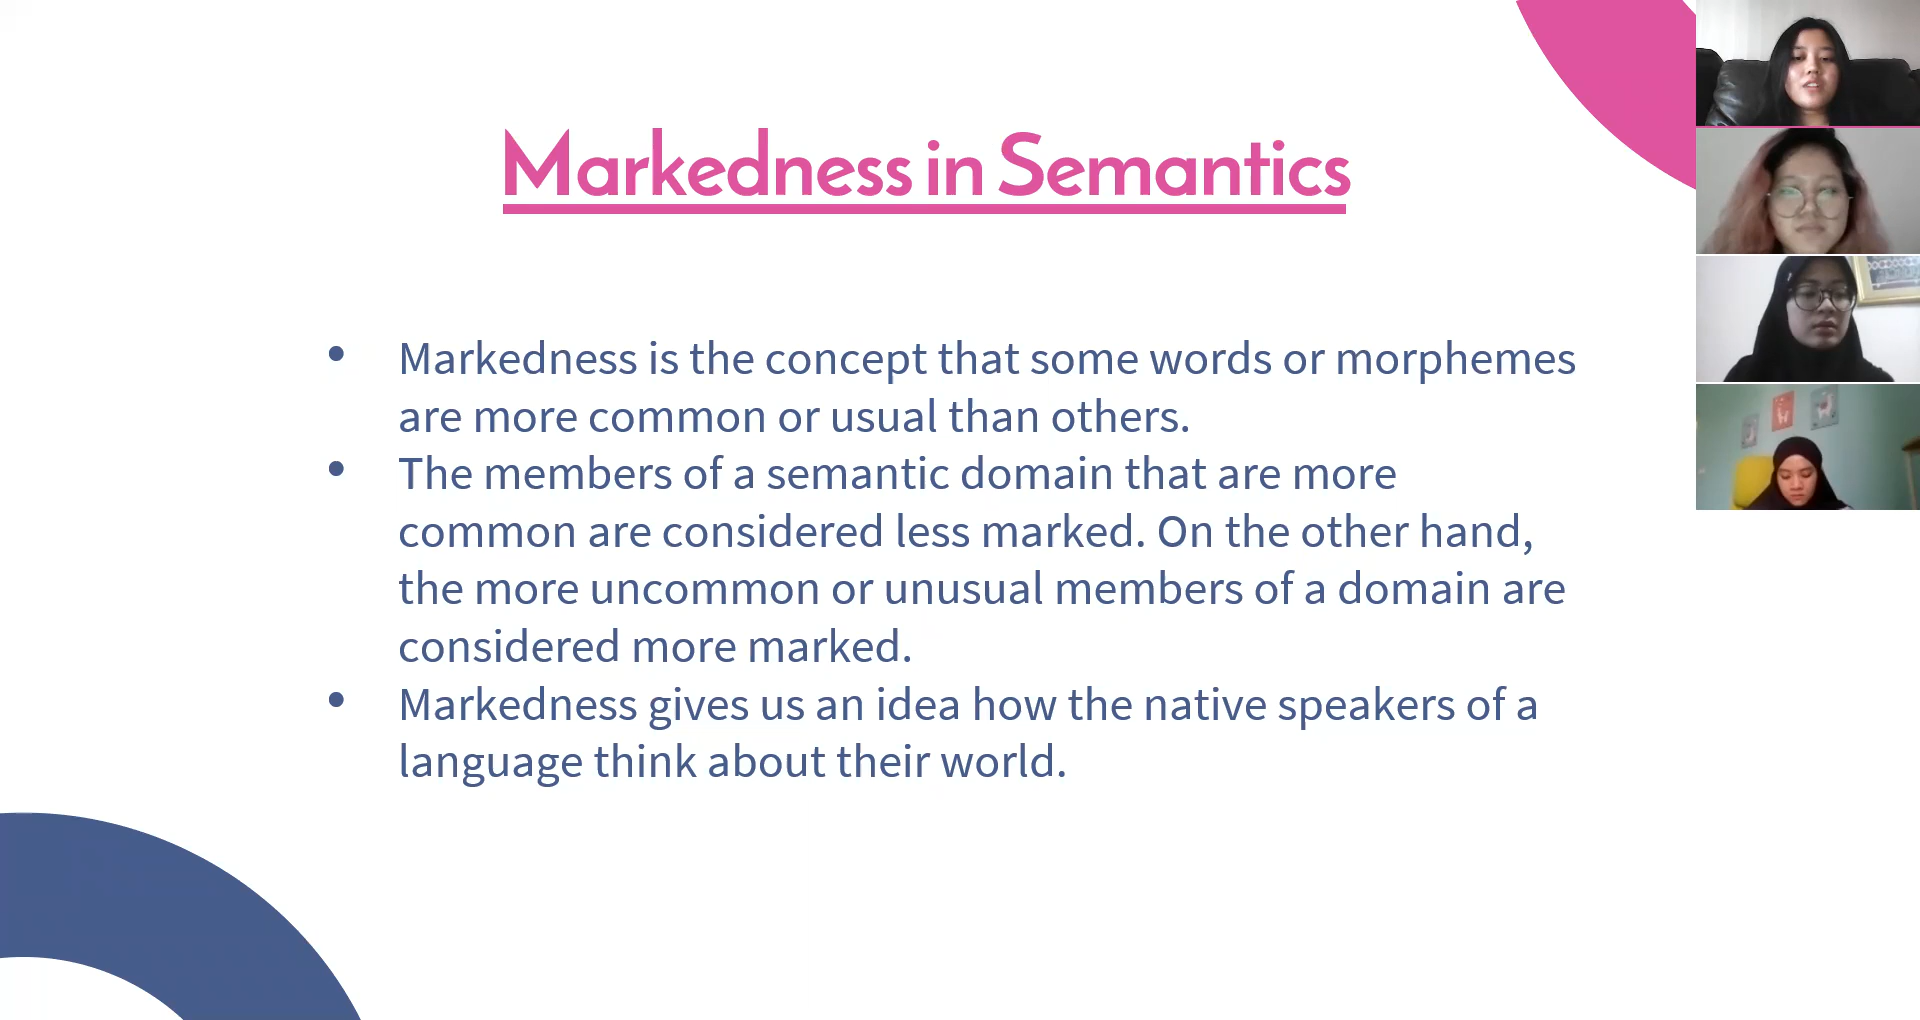 Markedness in Semantics
• Markedness is the concept that some words or morphemes
are more common or usual than others.
• The members of a semantic domain that are more
common are considered less marked. On the other hand,
the more uncommon or unusual members of a domain are
considered more marked.
• Markedness gives us an idea how the native speakers of a
language think about their world.